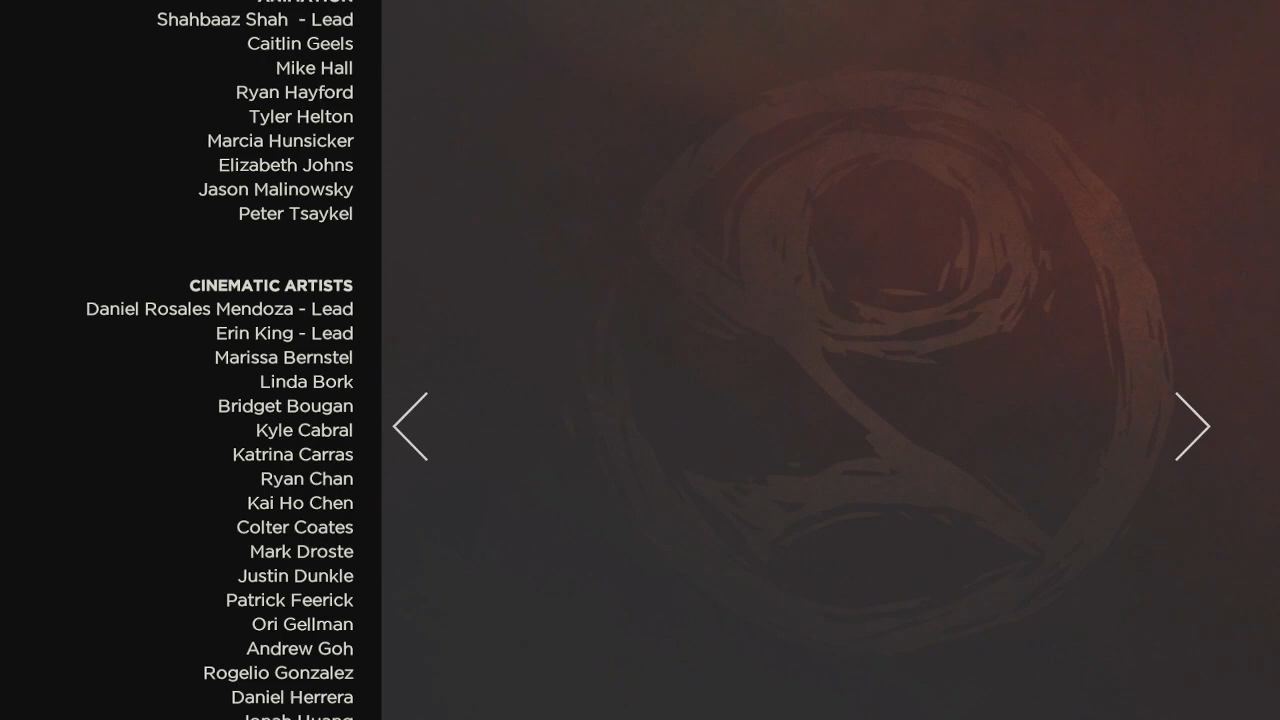 ANIMATION
Shahbaaz Shah - Lead
Caitlin Geels
Mike Hall
Ryan Hayford
Tyler Helton
Marcia Hunsicker
Elizabeth Johns
Jason Malinowsky
Peter Tsaykel
CINEMATIC ARTISTS
Daniel Rosales Mendoza - Lead
Erin King - Lead
Marissa Bernstel
Linda Bork
Bridget Bougan
Kyle Cabral
Katrina Carras
Ryan Chan
Kai Ho Chen
Colter Coates
Mark Droste
Justin Dunkle
Patrick Feerick
Ori Gellman
Andrew Goh
Rogelio Gonzalez
Daniel Herrera
Jonah Huang